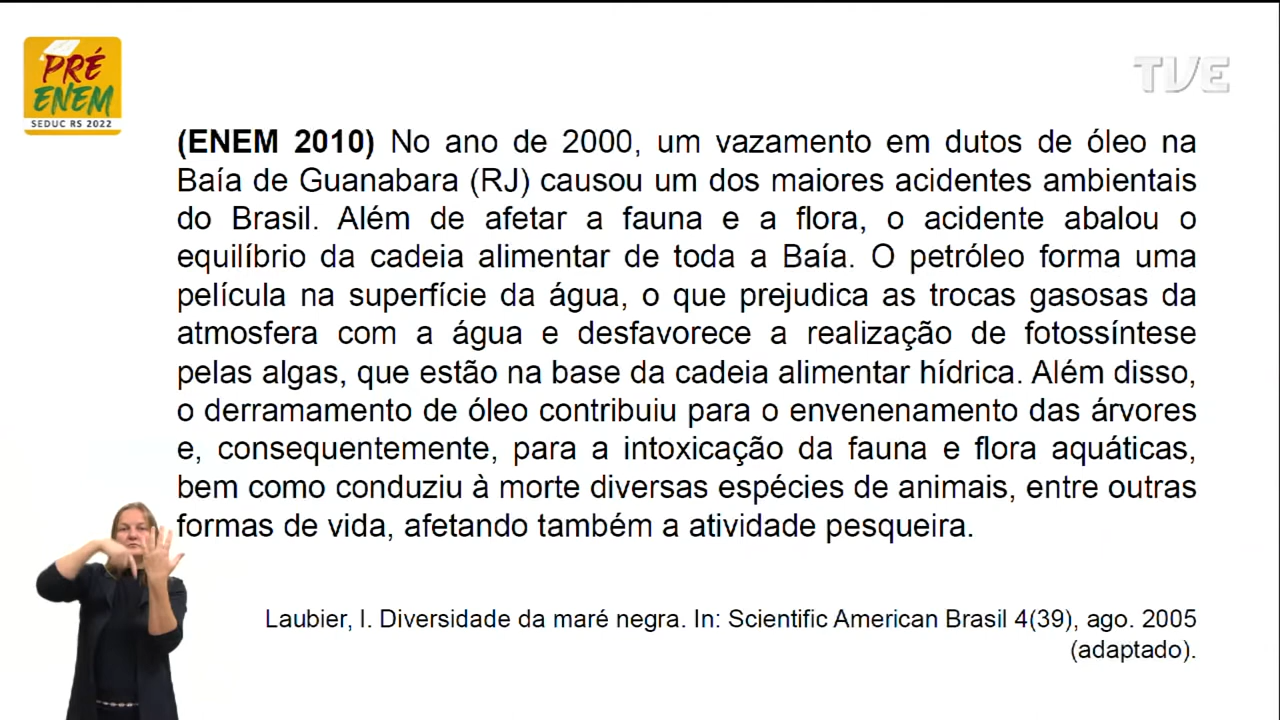 PRÉ
ENEM
SEDUC RS 2022
TVE
(ENEM 2010) No ano de 2000, um vazamento em dutos de óleo na
Baía de Guanabara (RJ) causou um dos maiores acidentes ambientais
do Brasil. Além de afetar a fauna e a flora, o acidente abalou o
equilíbrio da cadeia alimentar de toda a Baía. O petróleo forma uma
película na superfície da água, o que prejudica as trocas gasosas da
atmosfera com a água e desfavorece a realização de fotossíntese
pelas algas, que estão na base da cadeia alimentar hídrica. Além disso,
o derramamento de óleo contribuiu para o envenenamento das árvores
e, consequentemente, para a intoxicação da fauna e flora aquáticas,
bem como conduziu à morte diversas espécies de animais, entre outras
formas de vida, afetando também a atividade pesqueira.
Laubier, I. Diversidade da maré negra. In: Scientific American Brasil 4(39), ago. 2005
(adaptado).